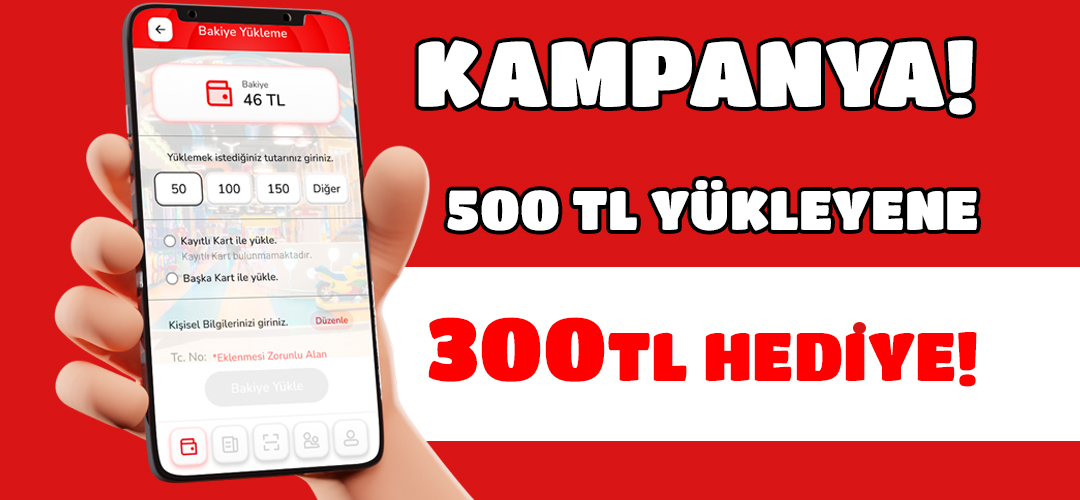 Bakiye Yükleme
Bakiye
46 TL
Yüklemek istediğiniz tutarınız giriniz.
50 100 150 Diğer
Kayıtlı Kart ile yükle.
Kayıtlı Kart bulunmamaktadır.
Başka Kart ile yükle.
Kişisel Bilgilerinizi giriniz. Düzenle
Tc. No: *Eklenmesi Zorunlu Alan
Bakiye Yükle
KAMPANYA!
500 TL YÜKLEYENE
300TL HEDİYE!